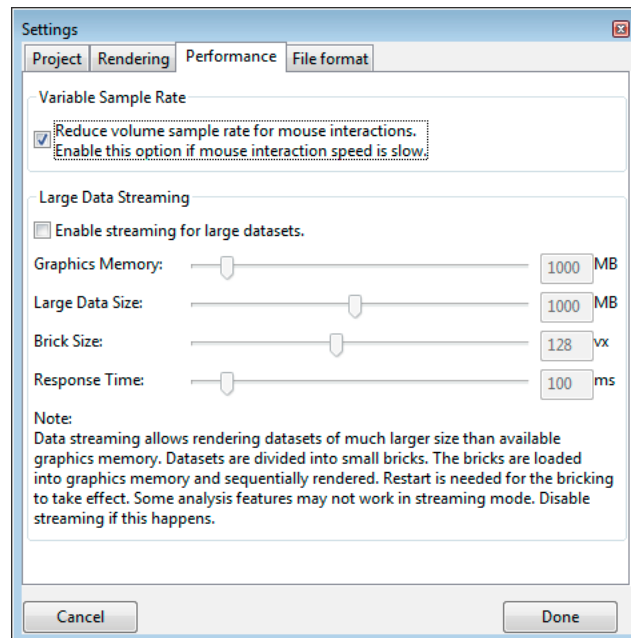 Settings
Project Rendering Performance File format
Variable Sample Rate
Reduce volume sample rate for mouse interactions.
Enable this option if mouse interaction speed is slow.
Large Data Streaming
Enable streaming for large datasets.
Graphics Memory: 1000 MB
Large Data Size: 1000 MB
Brick Size: 128 vx
Response Time: 100 ms
Note:
Data streaming allows rendering datasets of much larger size than available
graphics memory. Datasets are divided into small bricks. The bricks are loaded
into graphics memory and sequentially rendered. Restart is needed for the bricking
to take effect. Some analysis features may not work in streaming mode. Disable
streaming if this happens.
Cancel Done